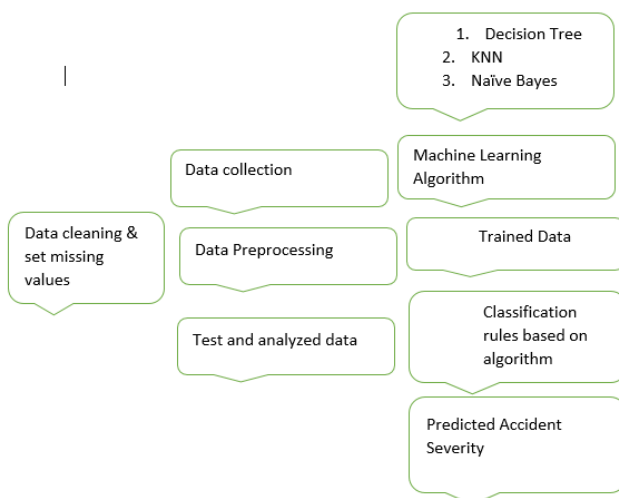 1. Decision Tree
2. KNN
3. Naïve Bayes
Machine Learning
Algorithm
Data collection
Data cleaning &
set missing
values
Data Preprocessing
Trained Data
Test and analyzed data
Classification
rules based on
algorithm
Predicted Accident
Severity